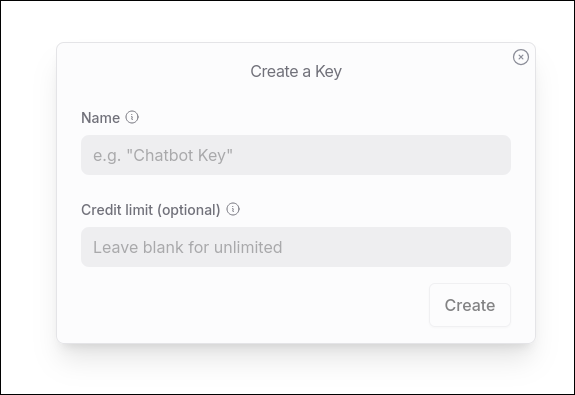 Create a Key
Name
e.g. "Chatbot Key"
Credit limit (optional)
Leave blank for unlimited
Create